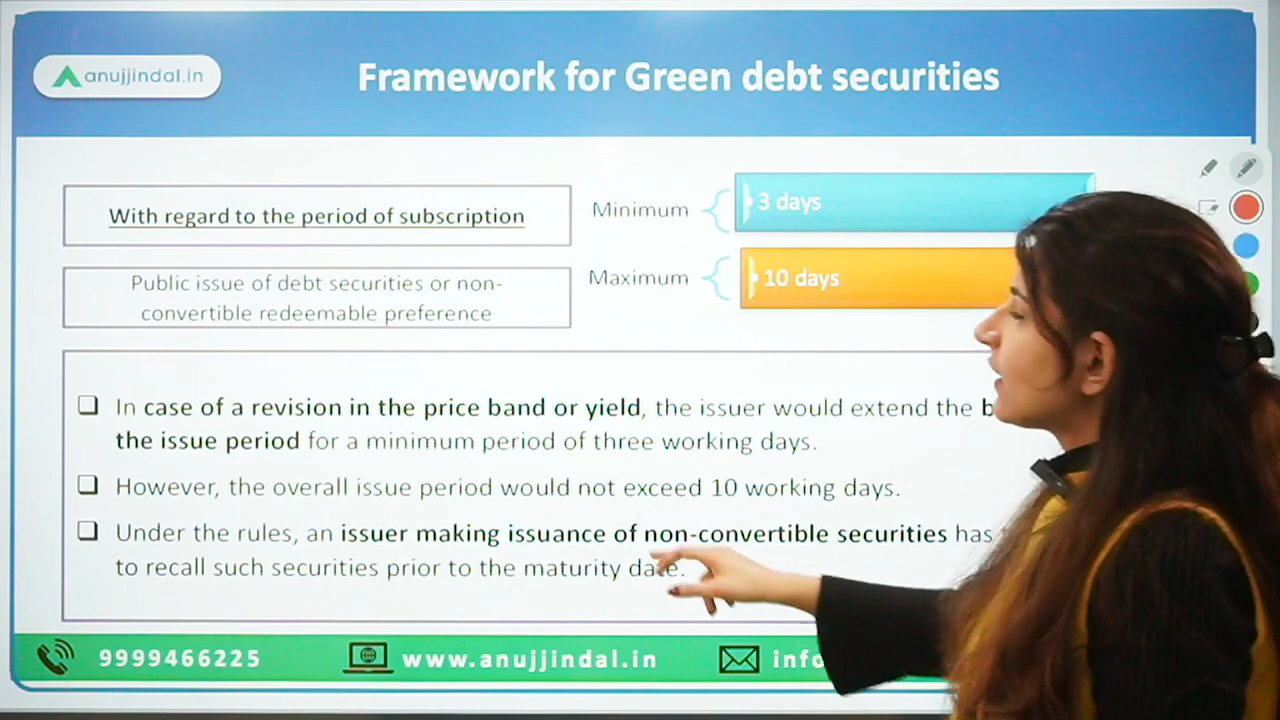 anujjindal.in
Framework for Green debt securities
With regard to the period of subscription
Minimum
3 days
Public issue of debt securities or non-
convertible redeemable preference
Maximum
10 days
In case of a revision in the price band or yield, the issuer would extend the
the issue period for a minimum period of three working days.
However, the overall issue period would not exceed 10 working days.
Under the rules, an issuer making issuance of non-convertible securities has
to recall such securities prior to the maturity date.
9999466225
www.anujjindal.in